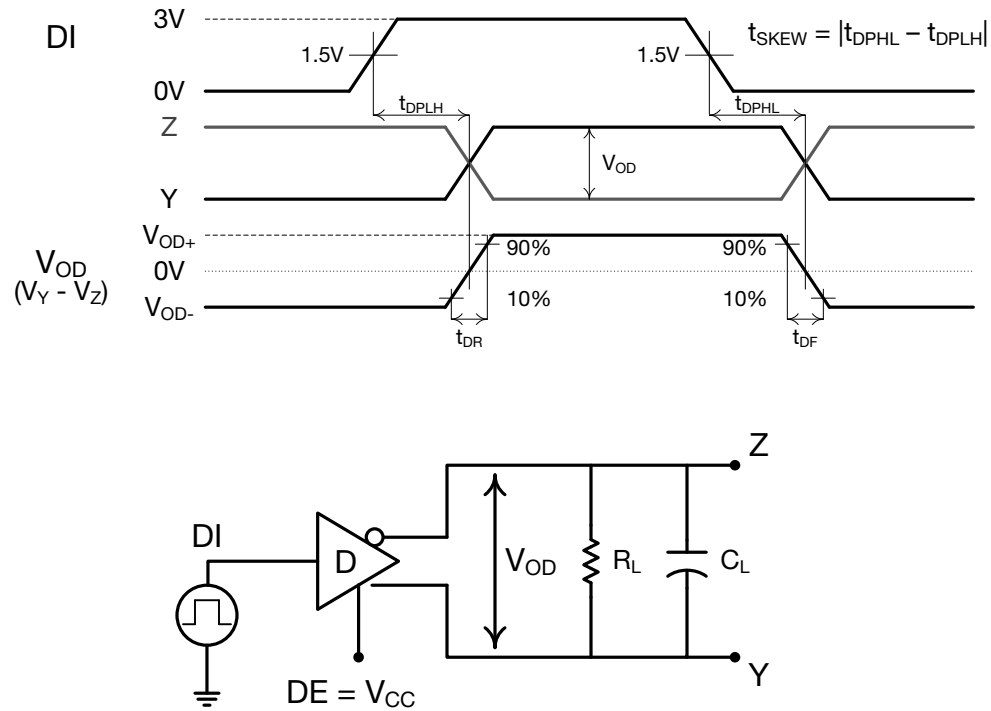 3V
DI
tSKEW = |tDPHL – tDPLH|
1.5V
1.5V
0V
tDPLH
tDPHL
Z
VOD
Y
VOD+
90%
90%
VOD
0V
(VY - VZ)
10%
10%
VOD-
tDR
tDF
Z
DI
D
VOD
RL
CL
Y
DE = VCC